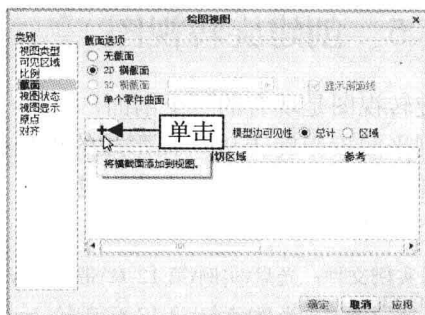 绘图视图
类别
视图类型
可见区域
比例
截面
视图状态
视图显示
原点
对齐
截面选项
无截面
2D 横截面
3D 横截面
显示剖面线
单个零件曲面
单击
模型边可见性 总计 区域
将横截面添加到视图。
切区域 参考
确定 取消 应用